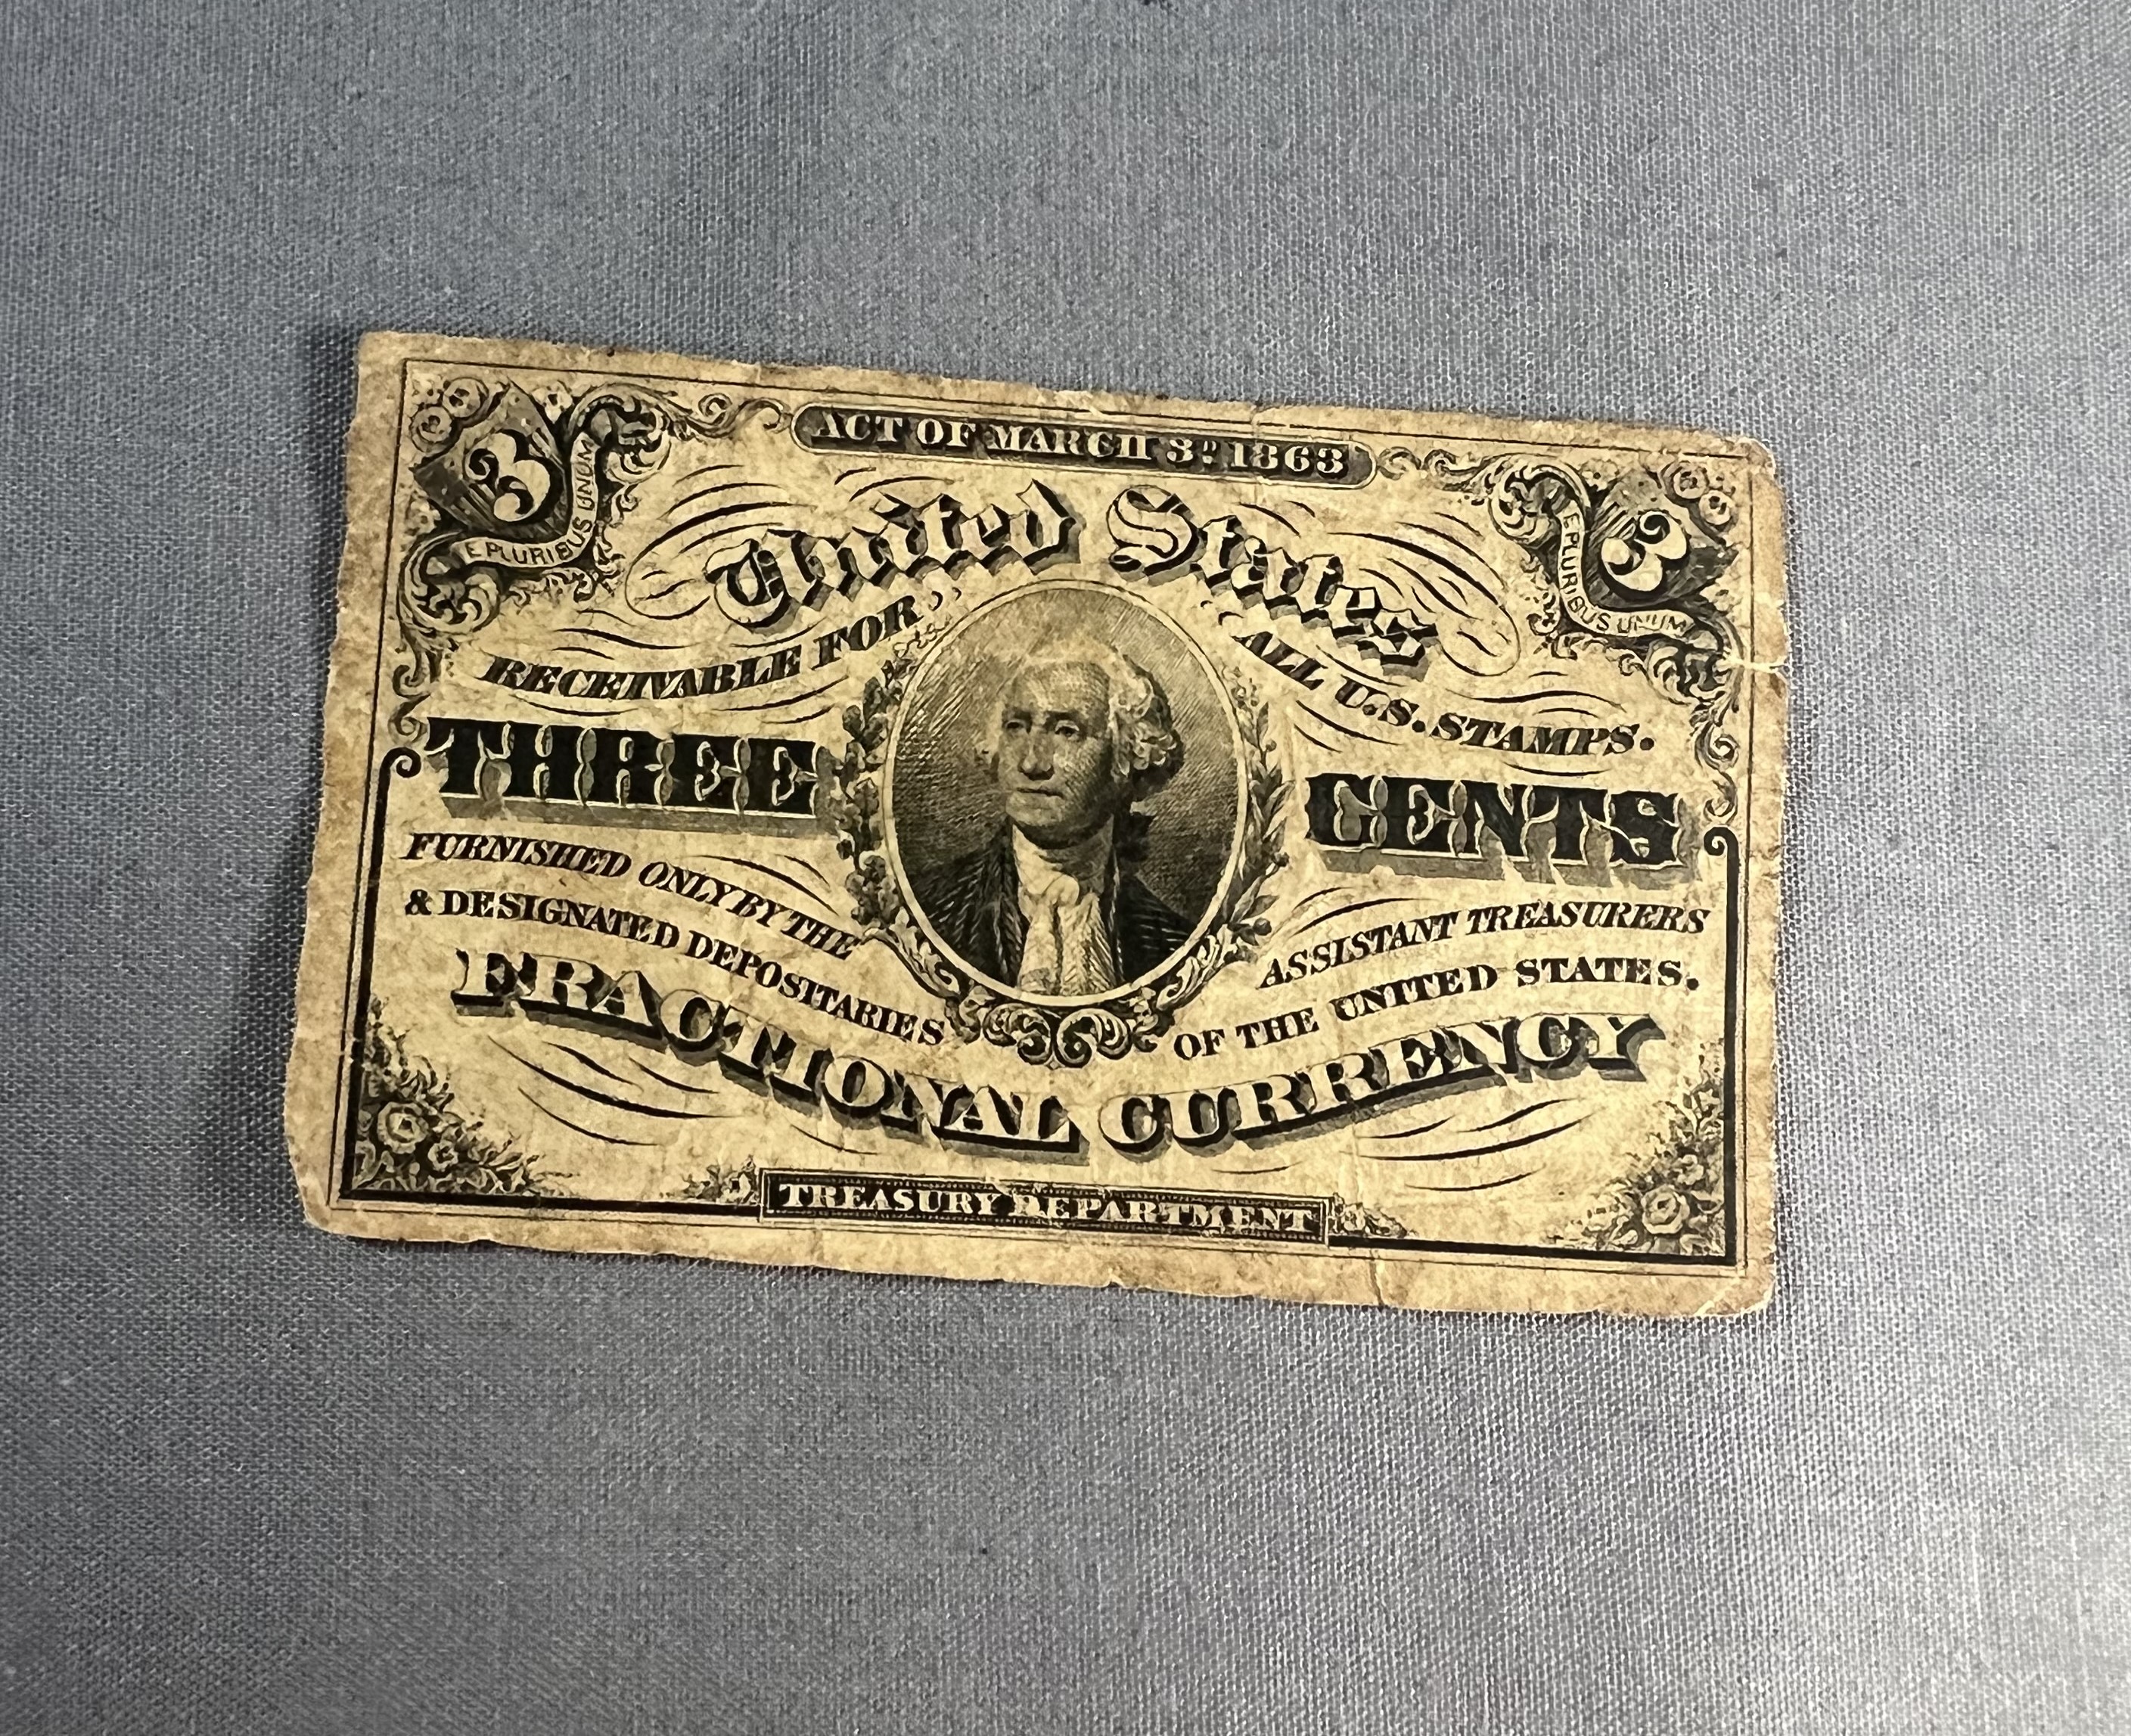 ACT OF MARCH 3D 1863
3
E PLURIBUS UNUM
3
E PLURIBUS UNUM
United States
RECEIVABLE FOR ALL U.S. STAMPS.
THREE CENTS
FURNISHED ONLY BY THE ASSISTANT TREASURERS
& DESIGNATED DEPOSITARIES OF THE UNITED STATES.
FRACTIONAL CURRENCY
TREASURY DEPARTMENT